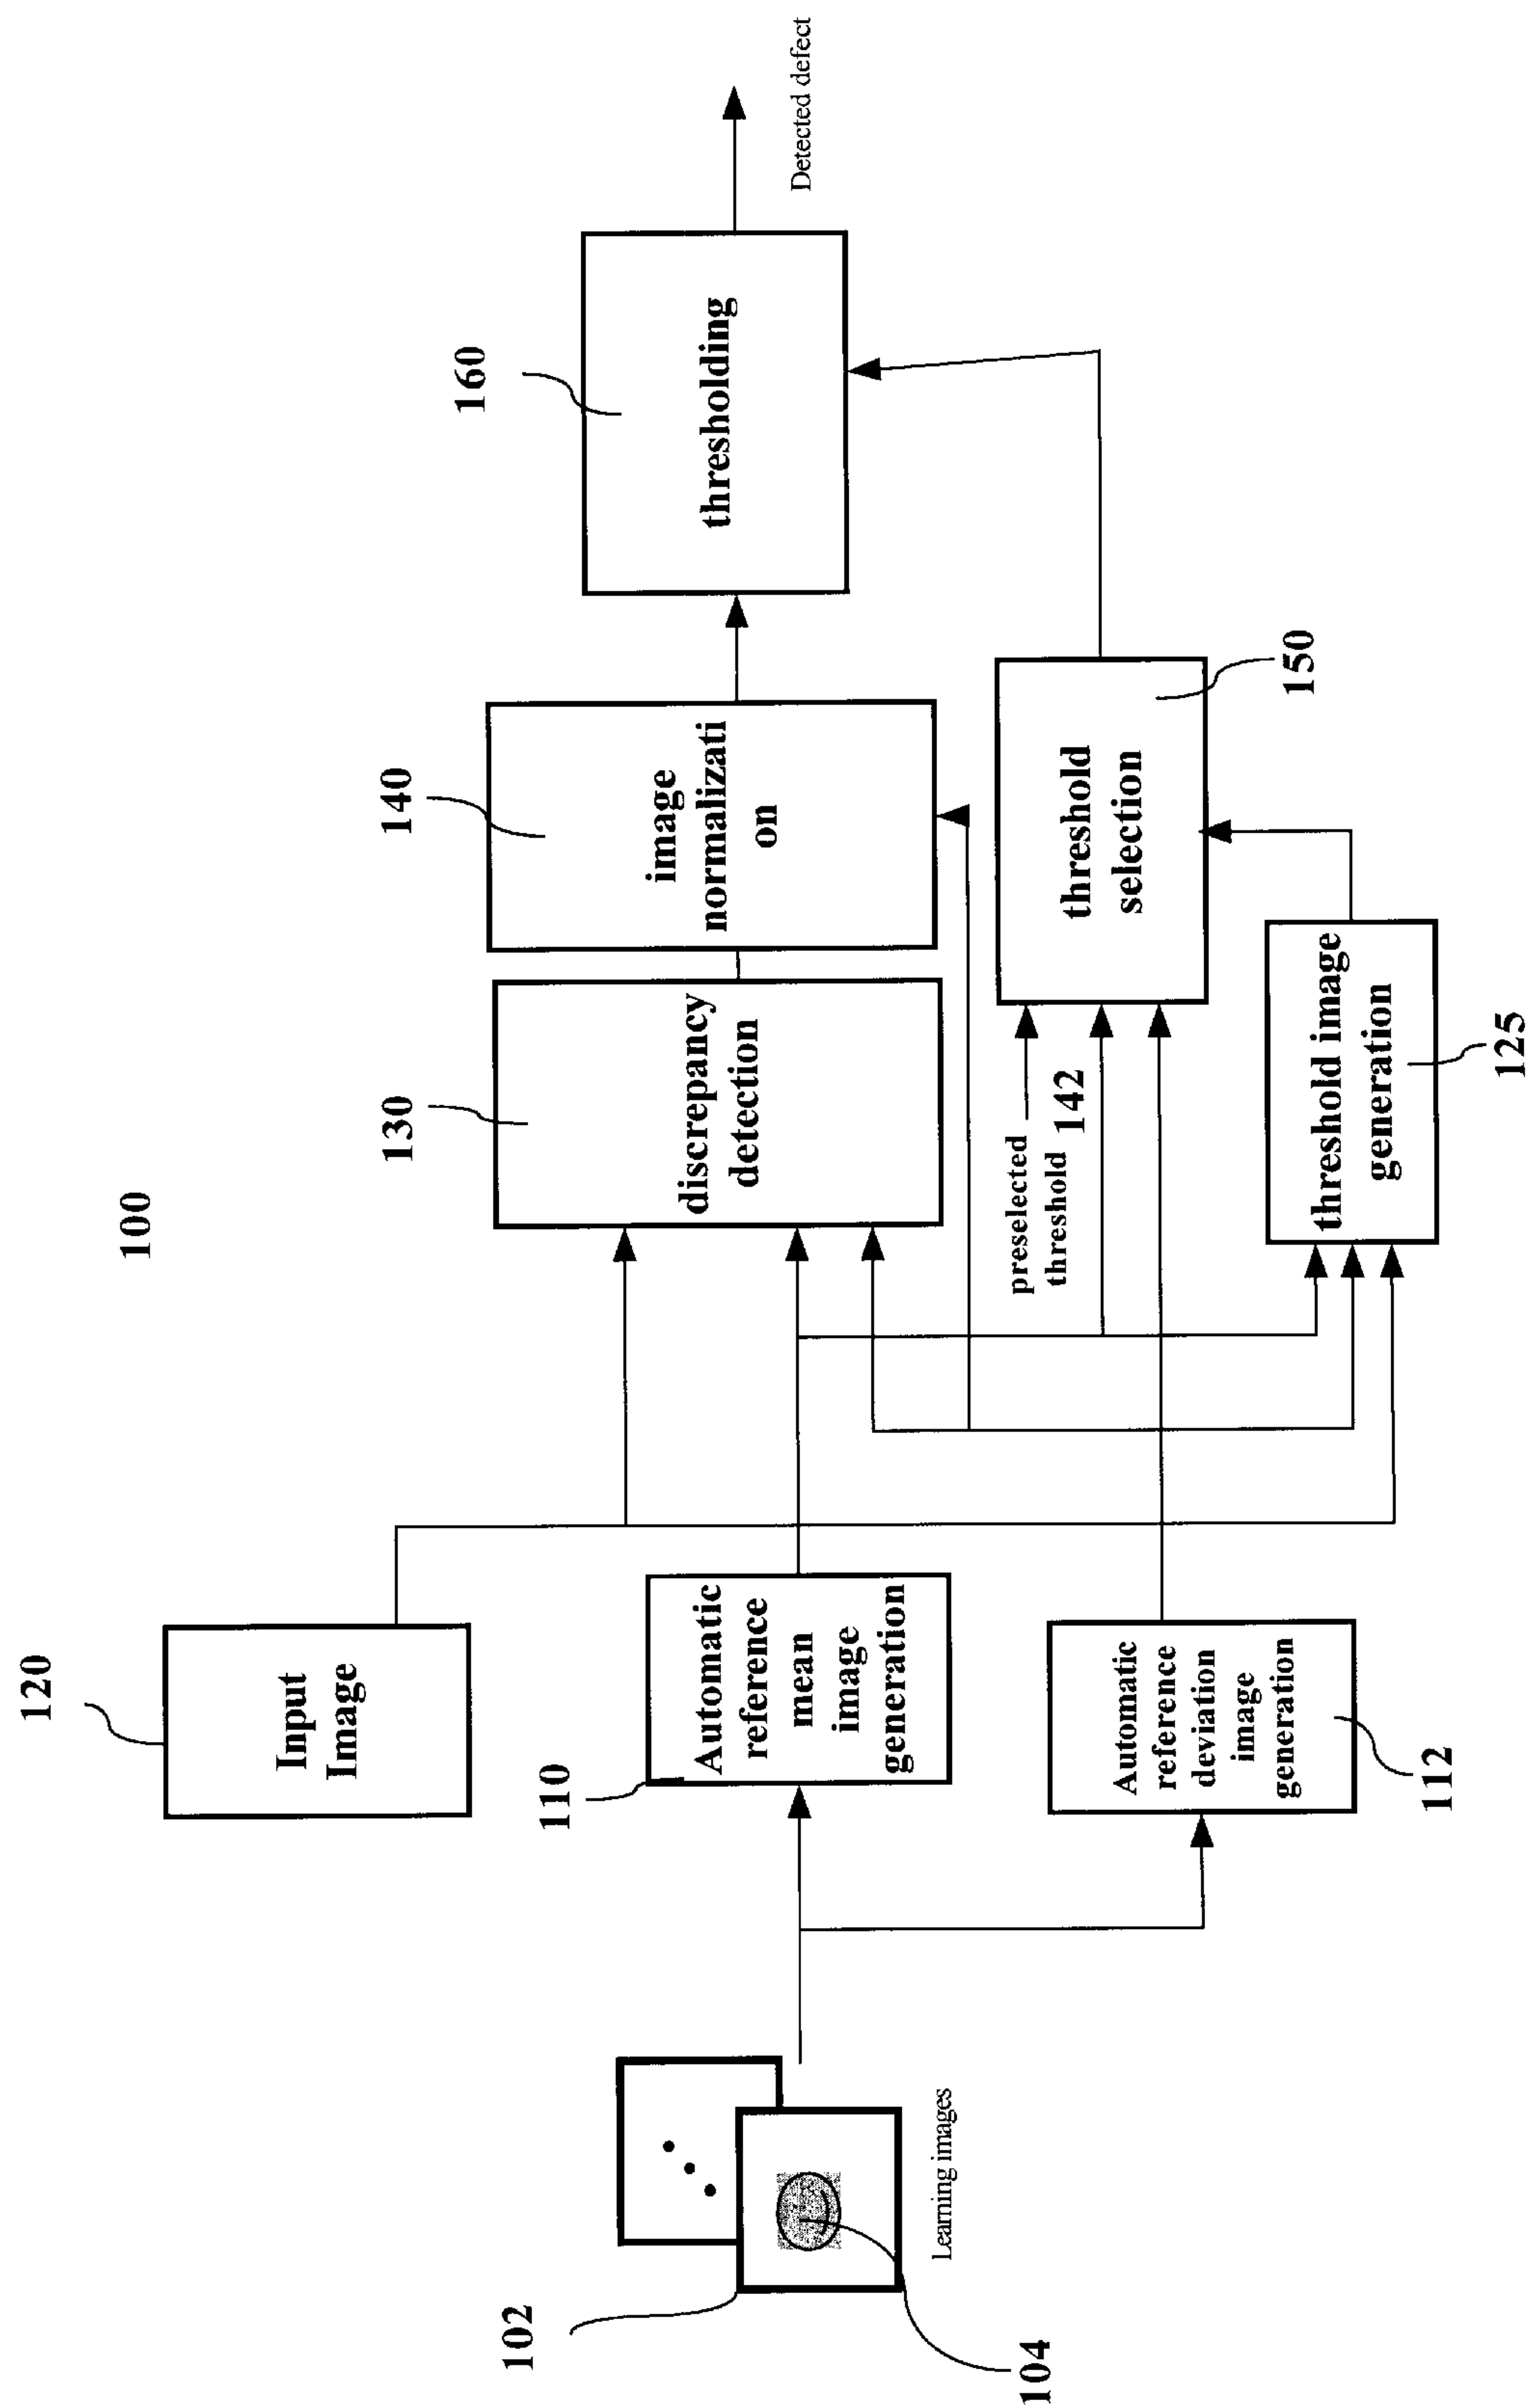 100
120
Input
Image
102
104
Learning images
110
Automatic
reference
mean
image
generation
112
Automatic
reference
deviation
image
generation
130
discrepancy
detection
140
image
normalizati
on
preselected
threshold 142
threshold image
generation
125
threshold
selection
150
160
thresholding
Detected defect